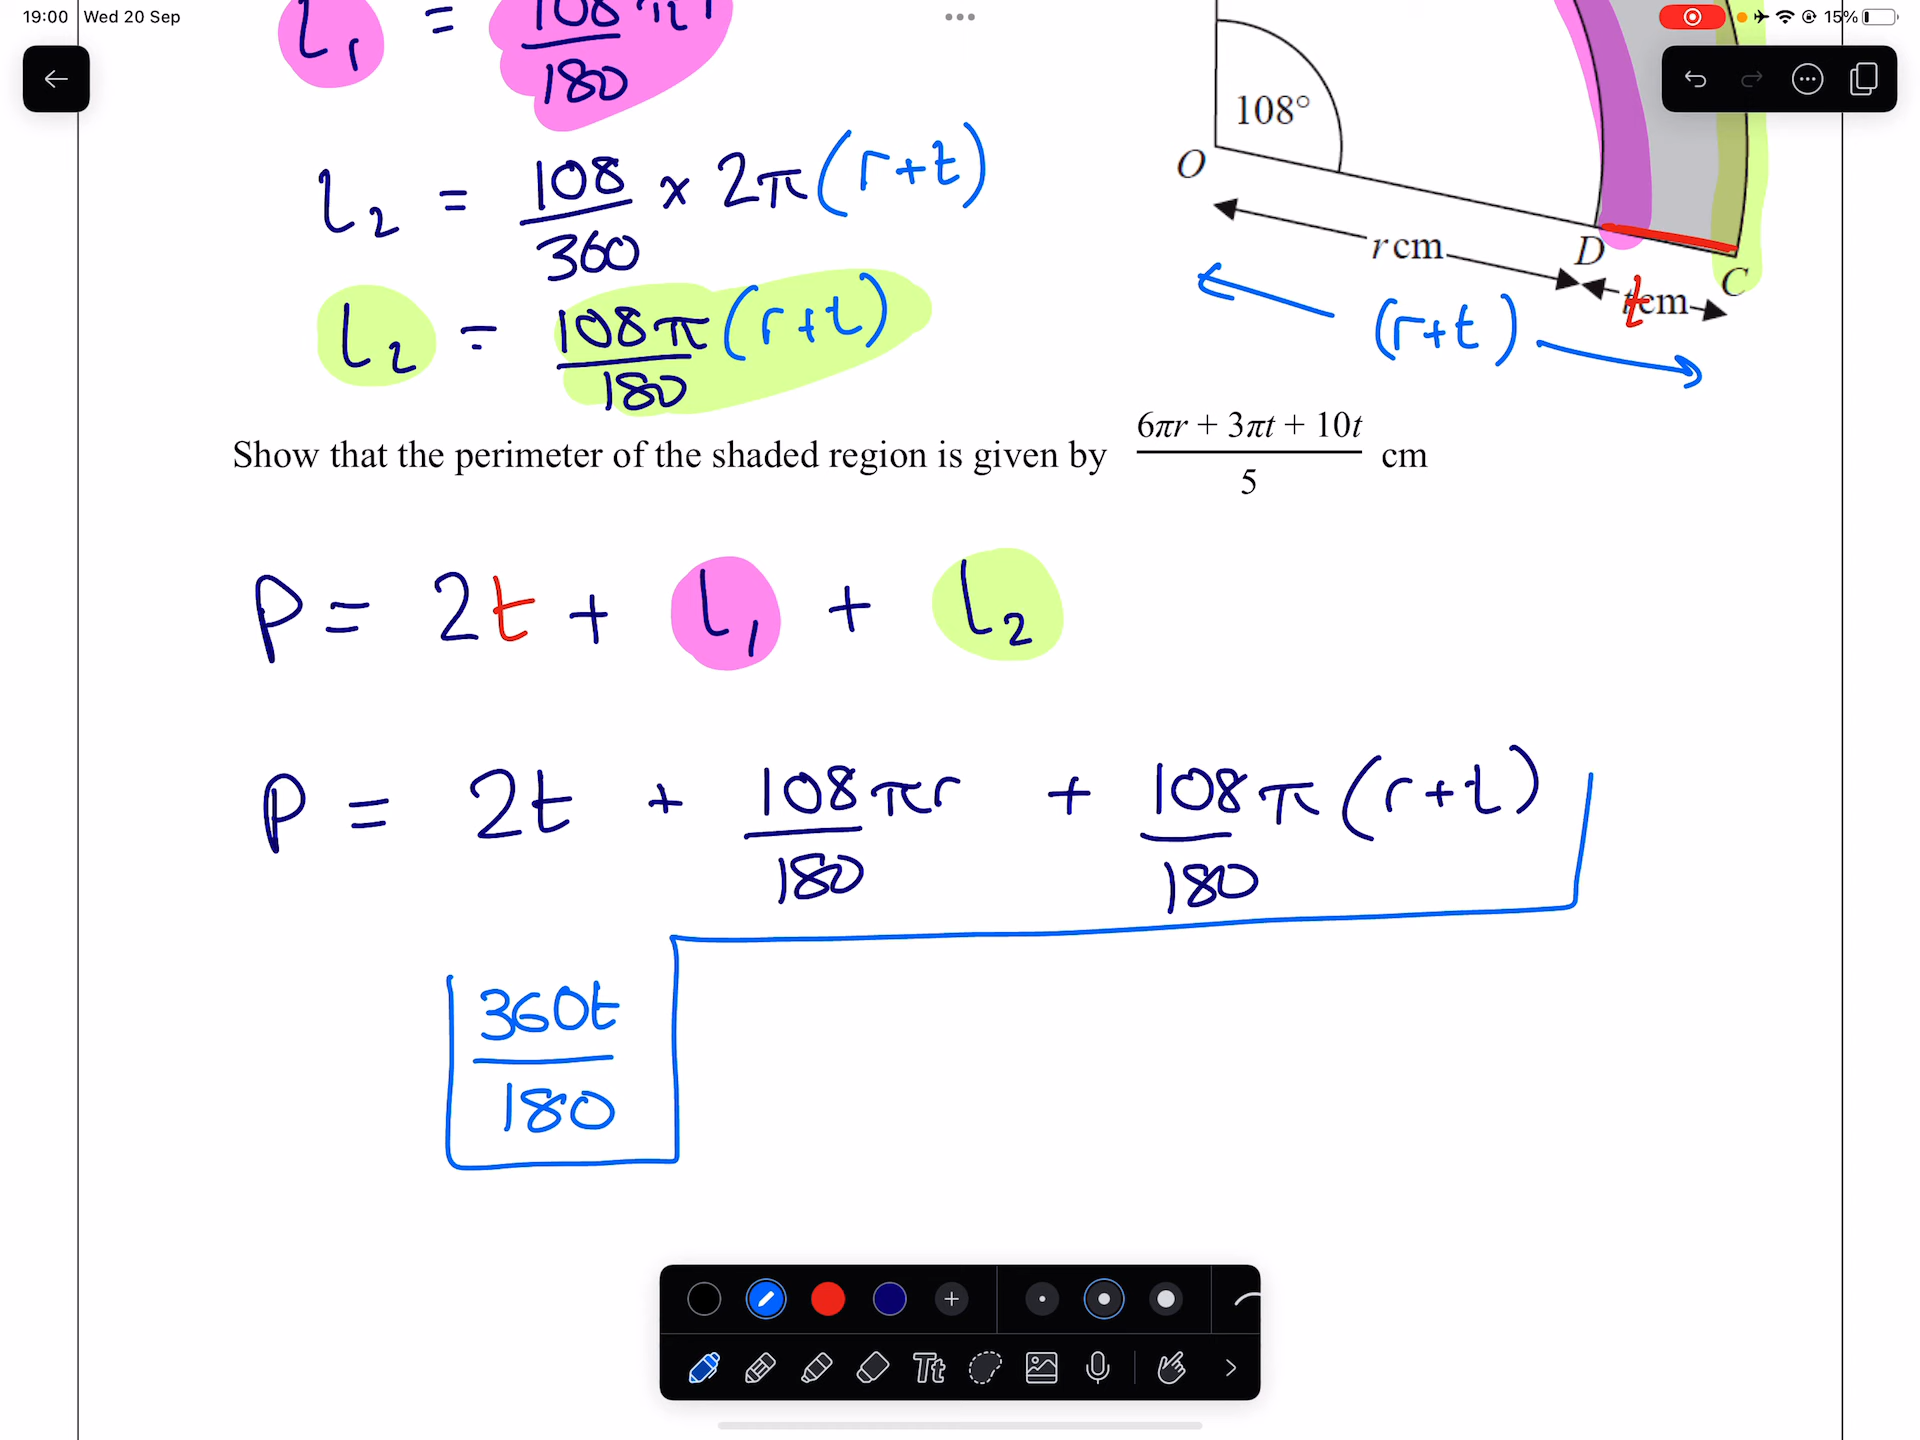 19:00 Wed 20 Sep
15%
l₁ = 108πr
180
108°
O
l₂ = 108/360 × 2π(r+t)
r cm
D
C
t cm
(r+t)
l₂ = 108π/180 (r+t)
Show that the perimeter of the shaded region is given by (6πr + 3πt + 10t)/5 cm
P = 2t + l₁ + l₂
P = 2t + 108πr/180 + 108π/180 (r+t)
360t
180
Tt